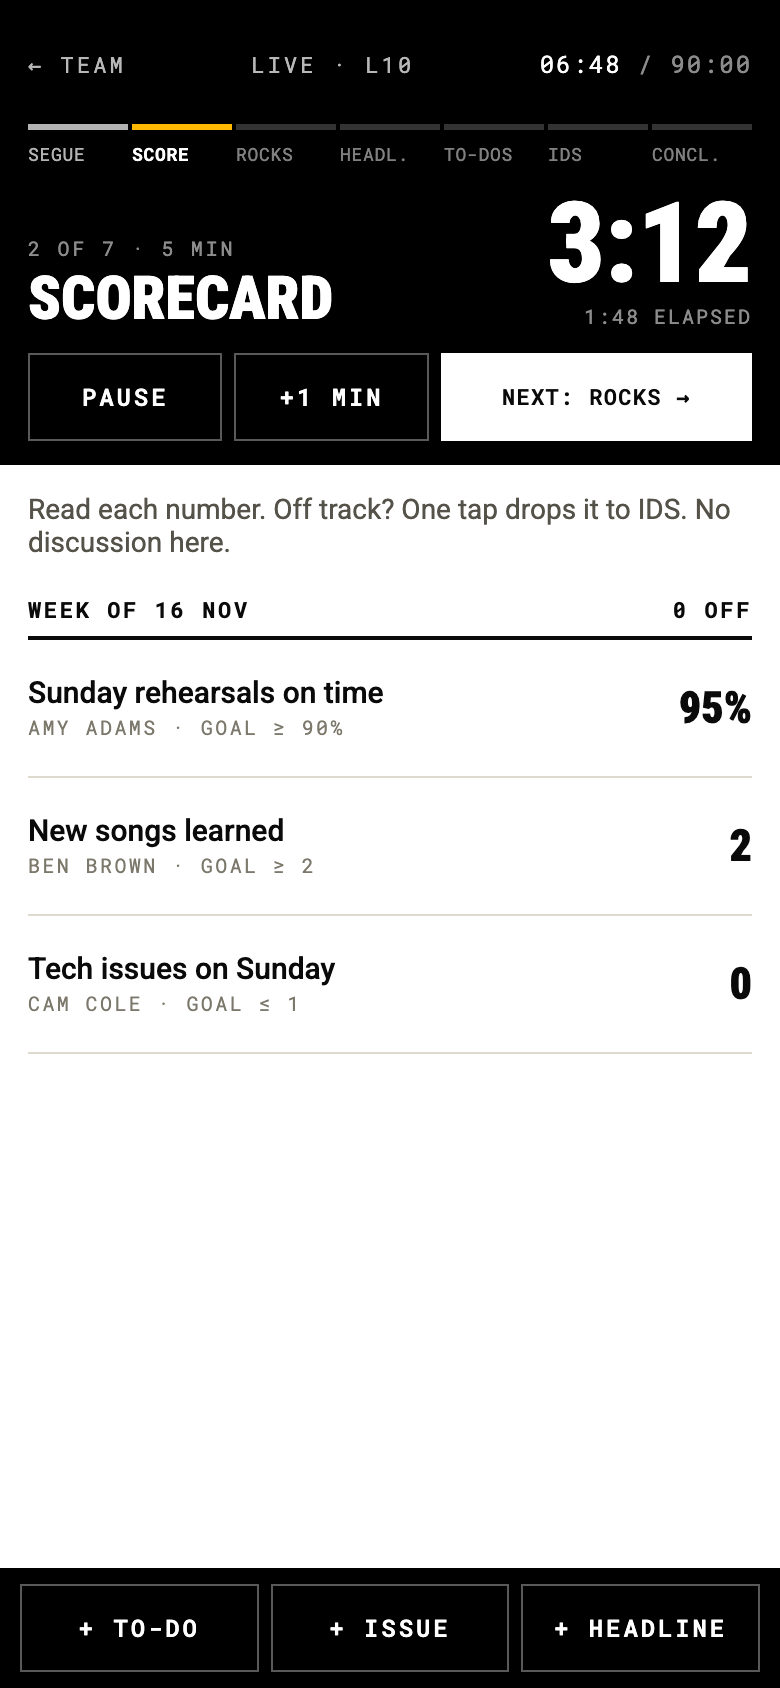 ← TEAM LIVE · L10 06:48 / 90:00
SEGUE SCORE ROCKS HEADL. TO-DOS IDS CONCL.
2 OF 7 · 5 MIN
SCORECARD
3:12
1:48 ELAPSED
PAUSE +1 MIN NEXT: ROCKS →
Read each number. Off track? One tap drops it to IDS. No
discussion here.
WEEK OF 16 NOV 0 OFF
Sunday rehearsals on time 95%
AMY ADAMS · GOAL ≥ 90%
New songs learned 2
BEN BROWN · GOAL ≥ 2
Tech issues on Sunday 0
CAM COLE · GOAL ≤ 1
+ TO-DO + ISSUE + HEADLINE